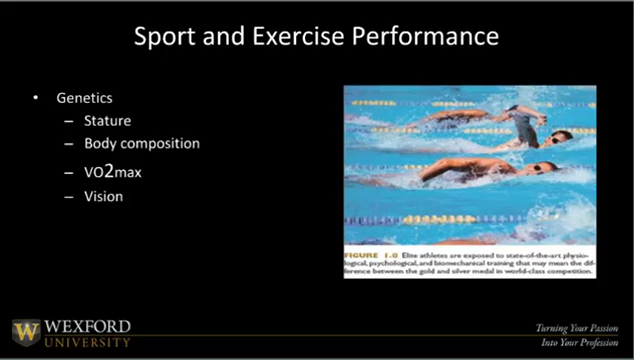 Sport and Exercise Performance
• Genetics
– Stature
– Body composition
– VO2max
– Vision
FIGURE 1.8 Elite athletes are exposed to state-of-the-art physio-
logical, psychological, and biomechanical training that may mean the dif-
ference between the gold and silver medal in world-class competition.
W WEXFORD
UNIVERSITY
Turning Your Passion
Into Your Profession